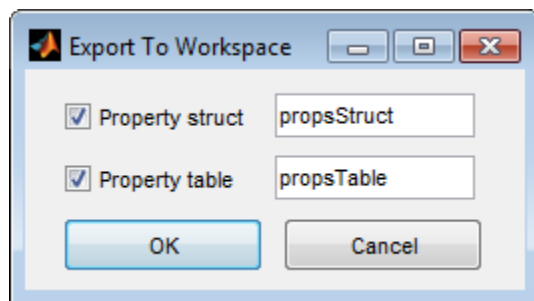 Export To Workspace
Property struct propsStruct
Property table propsTable
OK Cancel